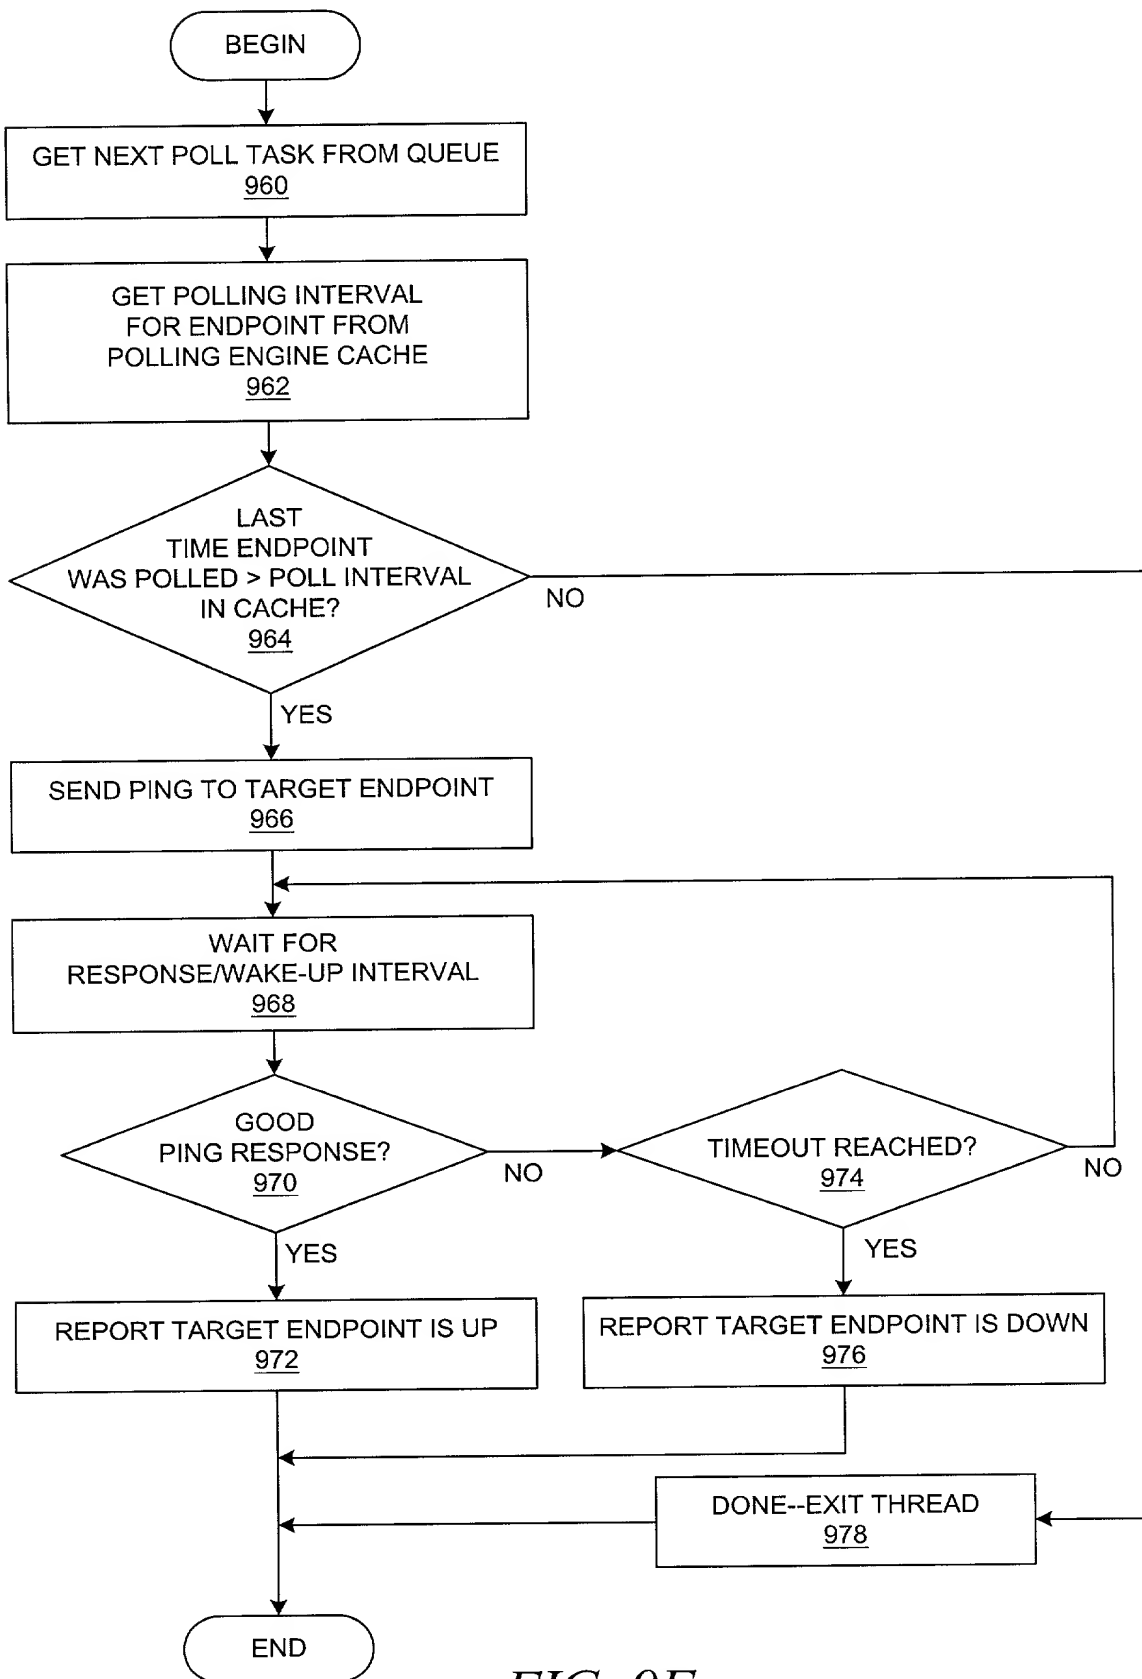 BEGIN
GET NEXT POLL TASK FROM QUEUE
960
GET POLLING INTERVAL
FOR ENDPOINT FROM
POLLING ENGINE CACHE
962
LAST
TIME ENDPOINT
WAS POLLED > POLL INTERVAL
IN CACHE?
964
NO
YES
SEND PING TO TARGET ENDPOINT
966
WAIT FOR
RESPONSE/WAKE-UP INTERVAL
968
GOOD
PING RESPONSE?
970
NO
YES
TIMEOUT REACHED?
974
NO
YES
REPORT TARGET ENDPOINT IS UP
972
REPORT TARGET ENDPOINT IS DOWN
976
DONE--EXIT THREAD
978
END